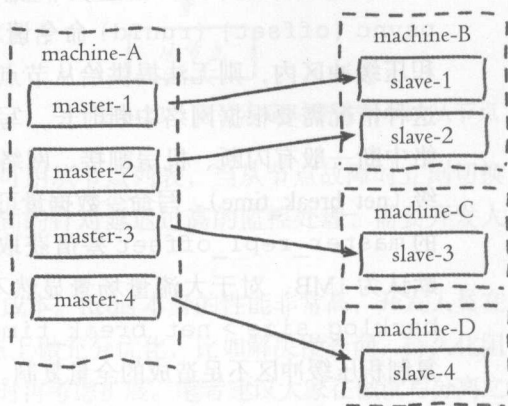 machine-A
master-1
master-2
master-3
master-4
machine-B
slave-1
slave-2
machine-C
slave-3
machine-D
slave-4